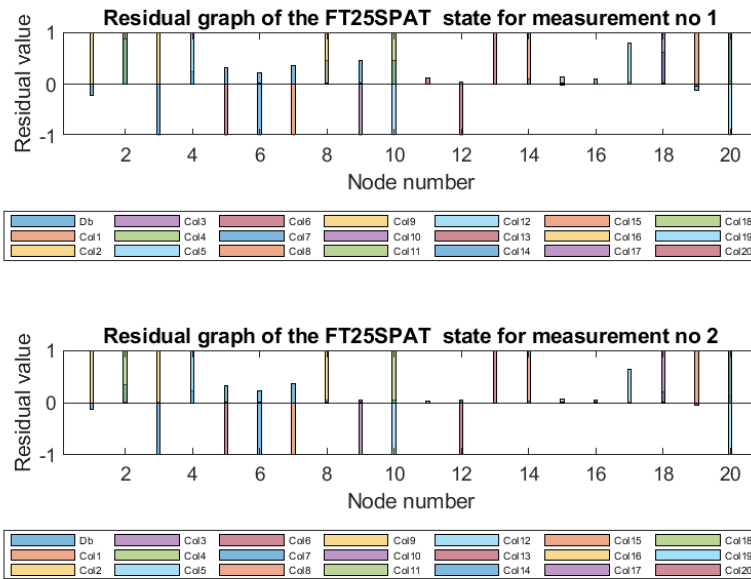 Residual graph of the FT25SPAT state for measurement no 1
1
0
-1
Residual value
2 4 6 8 10 12 14 16 18 20
Node number
Db Col3 Col6 Col9 Col12 Col15 Col18
Col1 Col4 Col7 Col10 Col13 Col16 Col19
Col2 Col5 Col8 Col11 Col14 Col17 Col20
Residual graph of the FT25SPAT state for measurement no 2
1
0
-1
Residual value
2 4 6 8 10 12 14 16 18 20
Node number
Db Col3 Col6 Col9 Col12 Col15 Col18
Col1 Col4 Col7 Col10 Col13 Col16 Col19
Col2 Col5 Col8 Col11 Col14 Col17 Col20